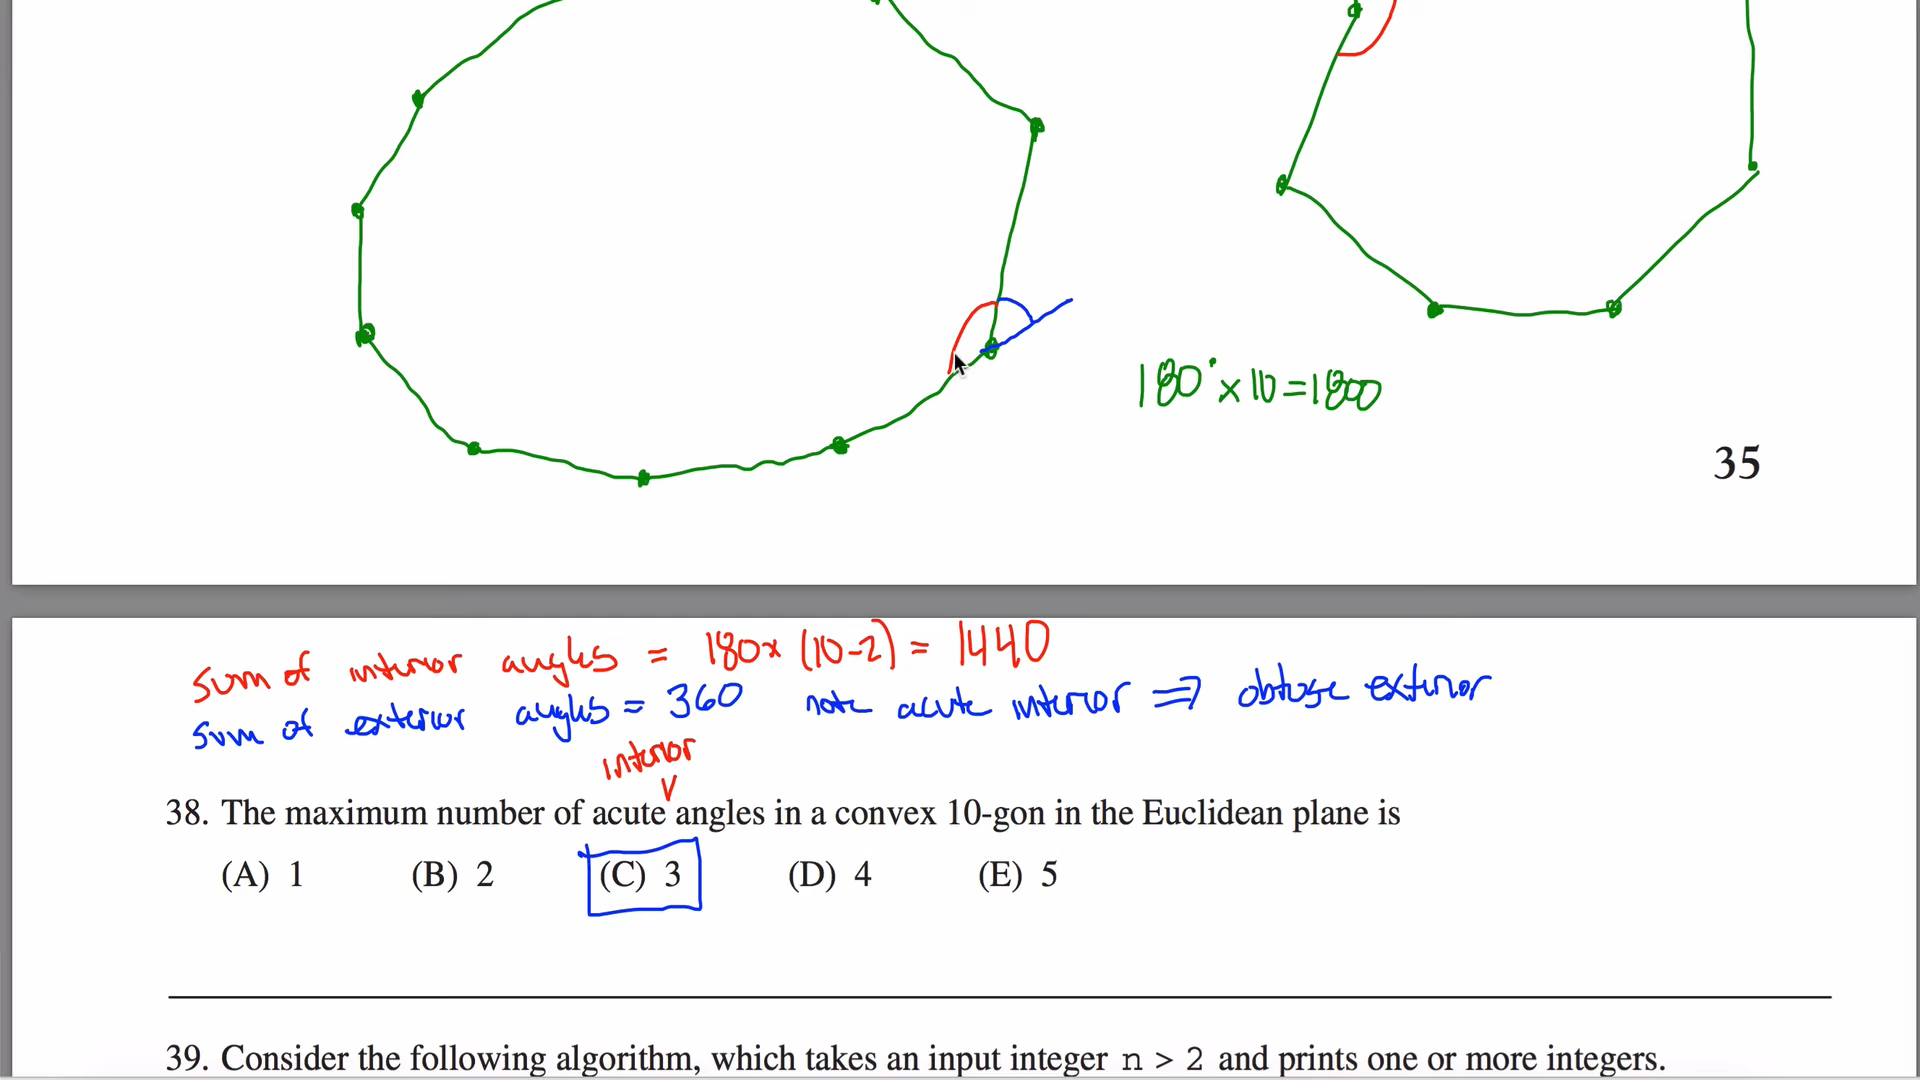 180° x 10 = 1800
35
sum of interior angles = 180x (10-2) = 1440
sum of exterior angles = 360 note acute interior ⇒ obtuse exterior
interior
V
38. The maximum number of acute angles in a convex 10-gon in the Euclidean plane is
(A) 1 (B) 2 (C) 3 (D) 4 (E) 5
39. Consider the following algorithm, which takes an input integer n > 2 and prints one or more integers.